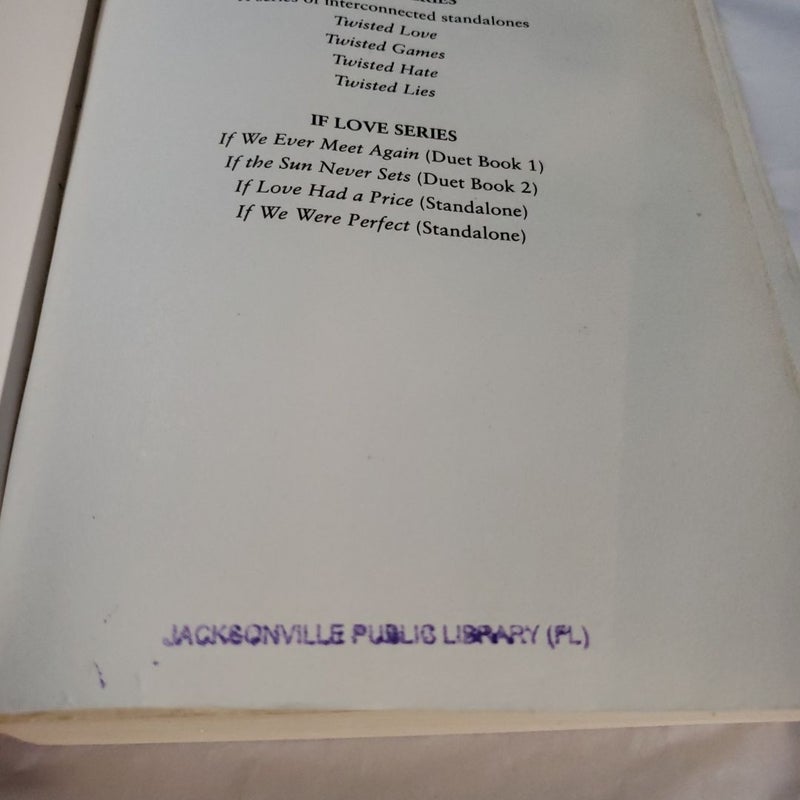 series of interconnected standalones
Twisted Love
Twisted Games
Twisted Hate
Twisted Lies
IF LOVE SERIES
If We Ever Meet Again (Duet Book 1)
If the Sun Never Sets (Duet Book 2)
If Love Had a Price (Standalone)
If We Were Perfect (Standalone)
JACKSONVILLE PUBLIC LIBRARY (FL)